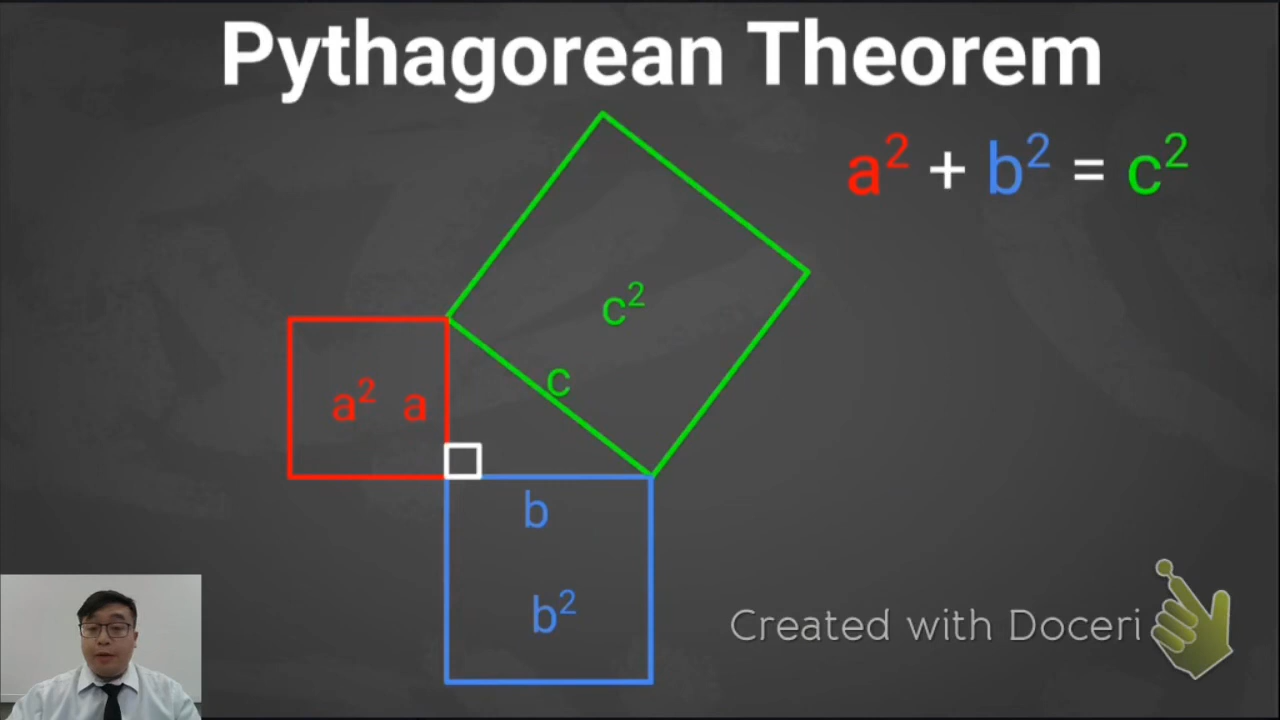 Pythagorean Theorem
a² + b² = c²
c²
c
a² a
b
b²
Created with Doceri